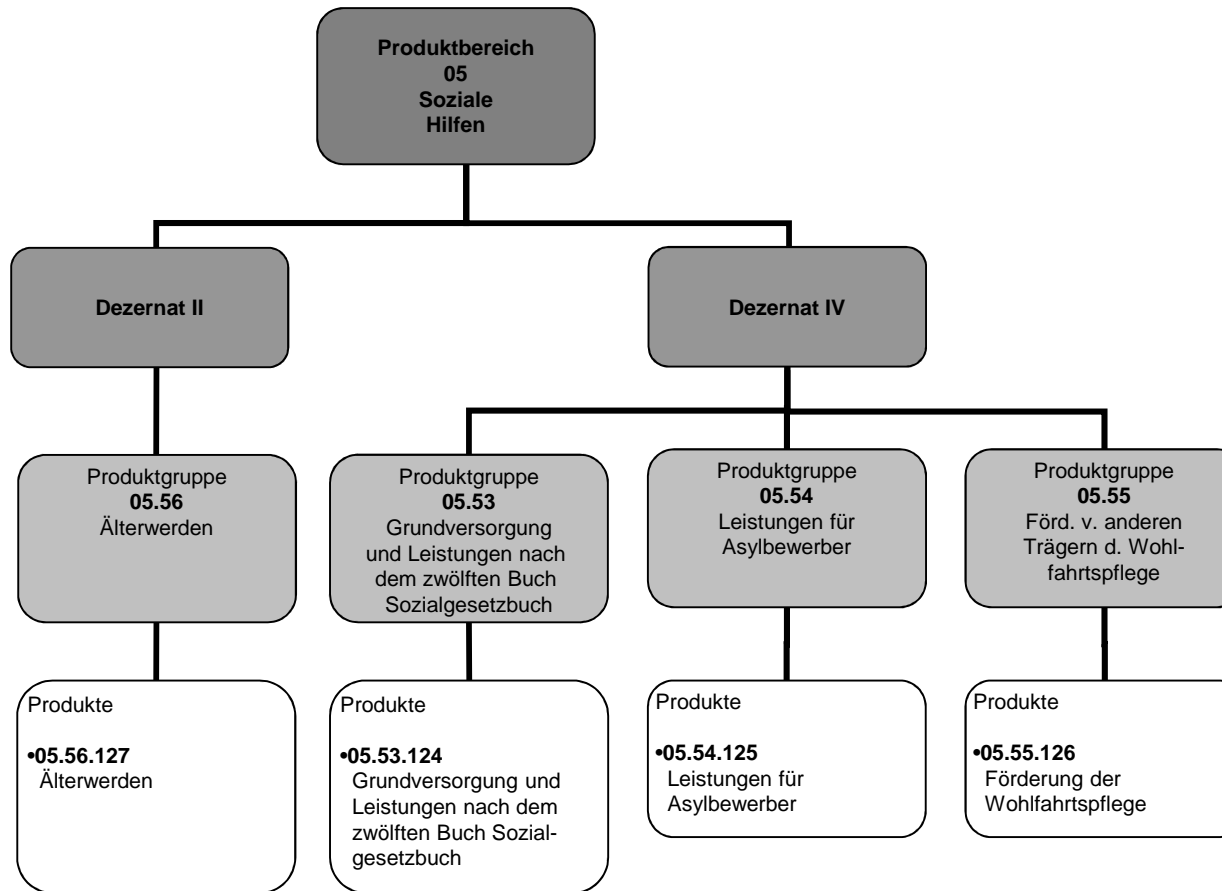 Produktbereich
05
Soziale
Hilfen
Dezernat II
Dezernat IV
Produktgruppe
05.56
Älterwerden
Produktgruppe
05.53
Grundversorgung
und Leistungen nach
dem zwölften Buch
Sozialgesetzbuch
Produktgruppe
05.54
Leistungen für
Asylbewerber
Produktgruppe
05.55
Förd. v. anderen
Trägern d. Wohl-
fahrtspflege
Produkte
•05.56.127
Älterwerden
Produkte
•05.53.124
Grundversorgung und
Leistungen nach dem
zwölften Buch Sozial-
gesetzbuch
Produkte
•05.54.125
Leistungen für
Asylbewerber
Produkte
•05.55.126
Förderung der
Wohlfahrtspflege